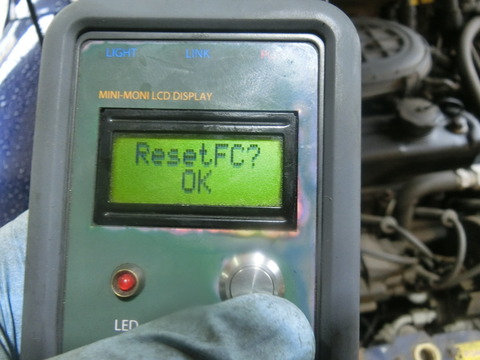 LIGHT LINK
MINI-MONI LCD DISPLAY
ResetFC?
OK
LED